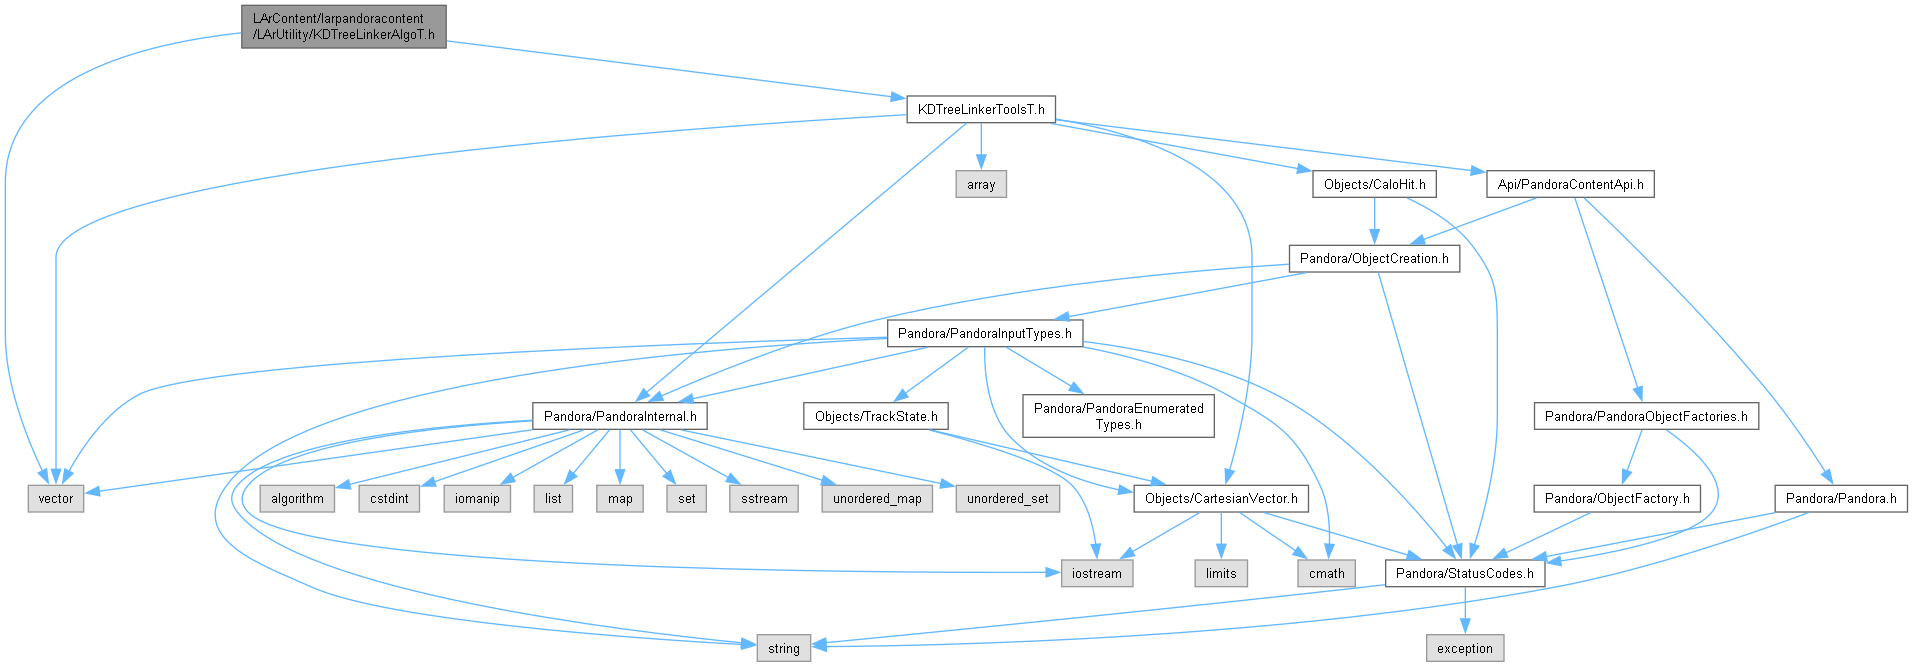 LArContent/larpandoracontent
/LArUtility/KDTreeLinkerAlgoT.h
KDTreeLinkerToolsT.h
array
Objects/CaloHit.h
Api/PandoraContentApi.h
Pandora/ObjectCreation.h
Pandora/PandoraInputTypes.h
Pandora/PandoraInternal.h
Objects/TrackState.h
Pandora/PandoraEnumerated
Types.h
Pandora/PandoraObjectFactories.h
vector
algorithm
cstdint
iomanip
list
map
set
sstream
unordered_map
unordered_set
Objects/CartesianVector.h
Pandora/ObjectFactory.h
Pandora/Pandora.h
iostream
limits
cmath
Pandora/StatusCodes.h
string
exception